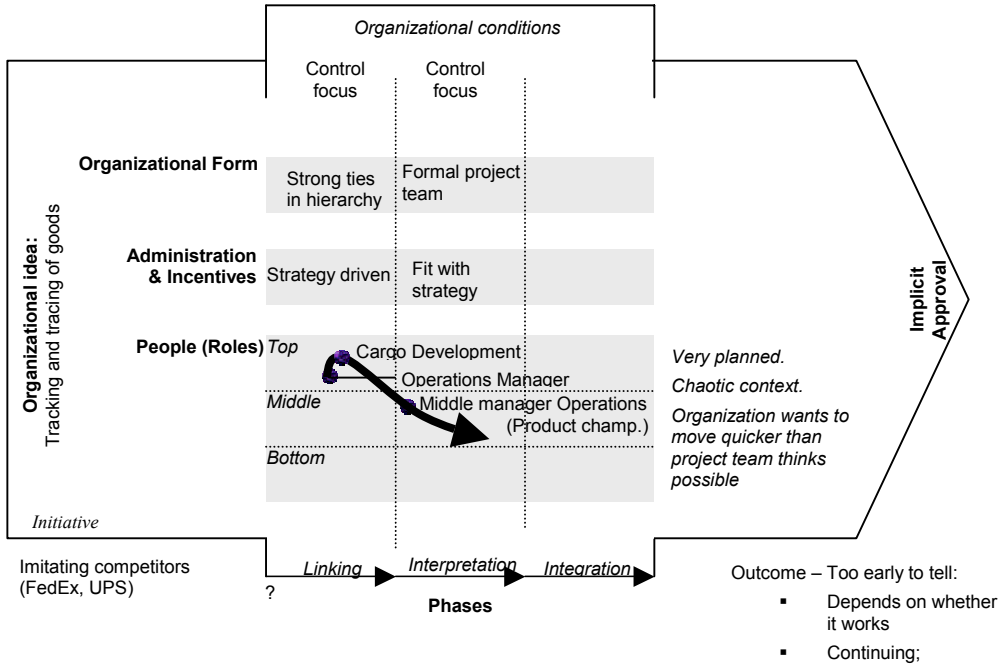 Organizational conditions
Control
focus
Control
focus
Organizational Form
Strong ties
in hierarchy
Formal project
team
Administration
& Incentives
Strategy driven
Fit with
strategy
People (Roles)
Top
Cargo Development
Operations Manager
Middle
Middle manager Operations
(Product champ.)
Bottom
Organizational idea:
Tracking and tracing of goods
Initiative
Imitating competitors
(FedEx, UPS)
?
Linking
Interpretation
Integration
Phases
Very planned.
Chaotic context.
Organization wants to
move quicker than
project team thinks
possible
Implicit
Approval
Outcome – Too early to tell:
▪ Depends on whether
it works
▪ Continuing;